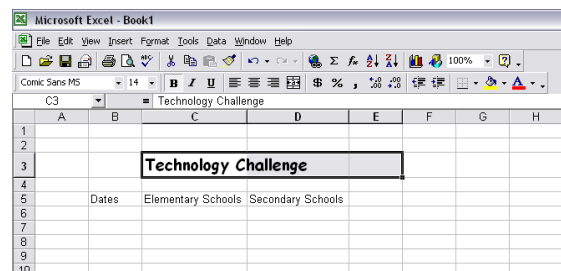 Microsoft Excel - Book1
File Edit View Insert Format Tools Data Window Help
100%
Comic Sans MS 14 B I U $ % , .00
C3 = Technology Challenge
A B C D E F G H
1
2
3 Technology Challenge
4
5 Dates Elementary Schools Secondary Schools
6
7
8
9
10